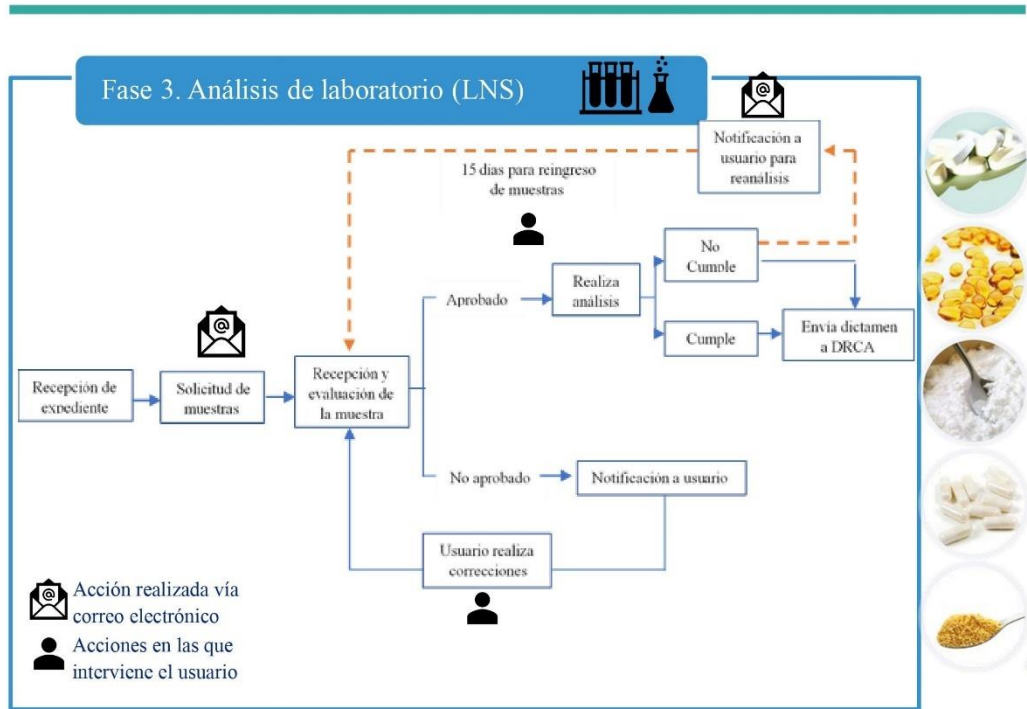 Fase 3. Análisis de laboratorio (LNS)
Notificación a
usuario para
reanálisis
15 dias para reingreso
de muestras
No
Cumple
Aprobado
Realiza
análisis
Cumple
Envía dictamen
a DRCA
Recepción de
expediente
Solicitud de
muestras
Recepción y
evaluación de
la muestra
No aprobado
Notificación a usuario
Usuario realiza
correcciones
Acción realizada vía
correo electrónico
Acciones en las que
interviene el usuario